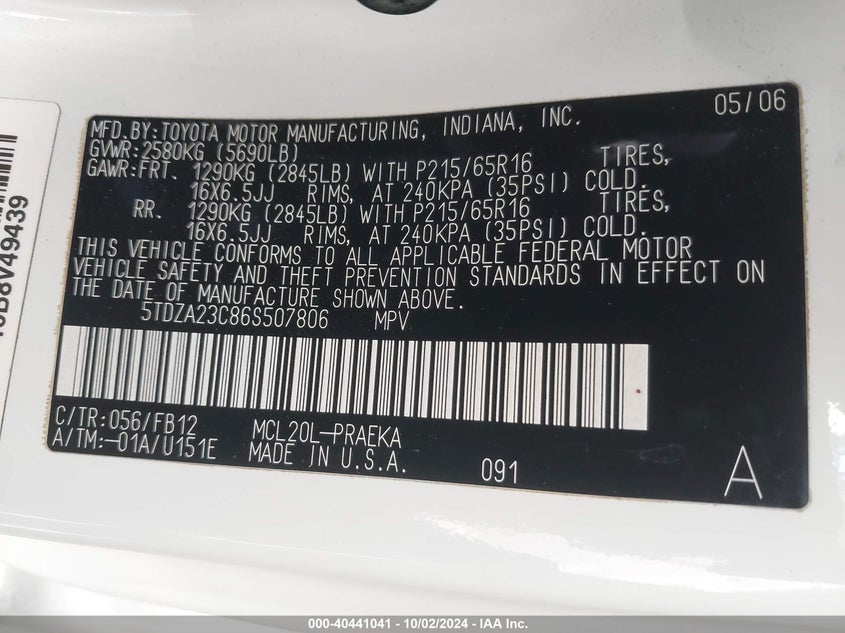 05/06
MFD.BY:TOYOTA MOTOR MANUFACTURING, INDIANA, INC.
GVWR:2580KG (5690LB)
GAWR:FRT. 1290KG (2845LB) WITH P215/65R16 TIRES,
16X6.5JJ RIMS, AT 240KPA (35PSI) COLD.
RR. 1290KG (2845LB) WITH P215/65R16 TIRES,
16X6.5JJ RIMS, AT 240KPA (35PSI) COLD.
THIS VEHICLE CONFORMS TO ALL APPLICABLE FEDERAL MOTOR
VEHICLE SAFETY AND THEFT PREVENTION STANDARDS IN EFFECT ON
THE DATE OF MANUFACTURE SHOWN ABOVE.
5TDZA23C86S507806 MPV
C/TR:056/FB12 MCL20L-PRAEKA
A/TM:-01A/U151E MADE IN U.S.A. 091 A
000-40441041 - 10/02/2024 - IAA Inc.